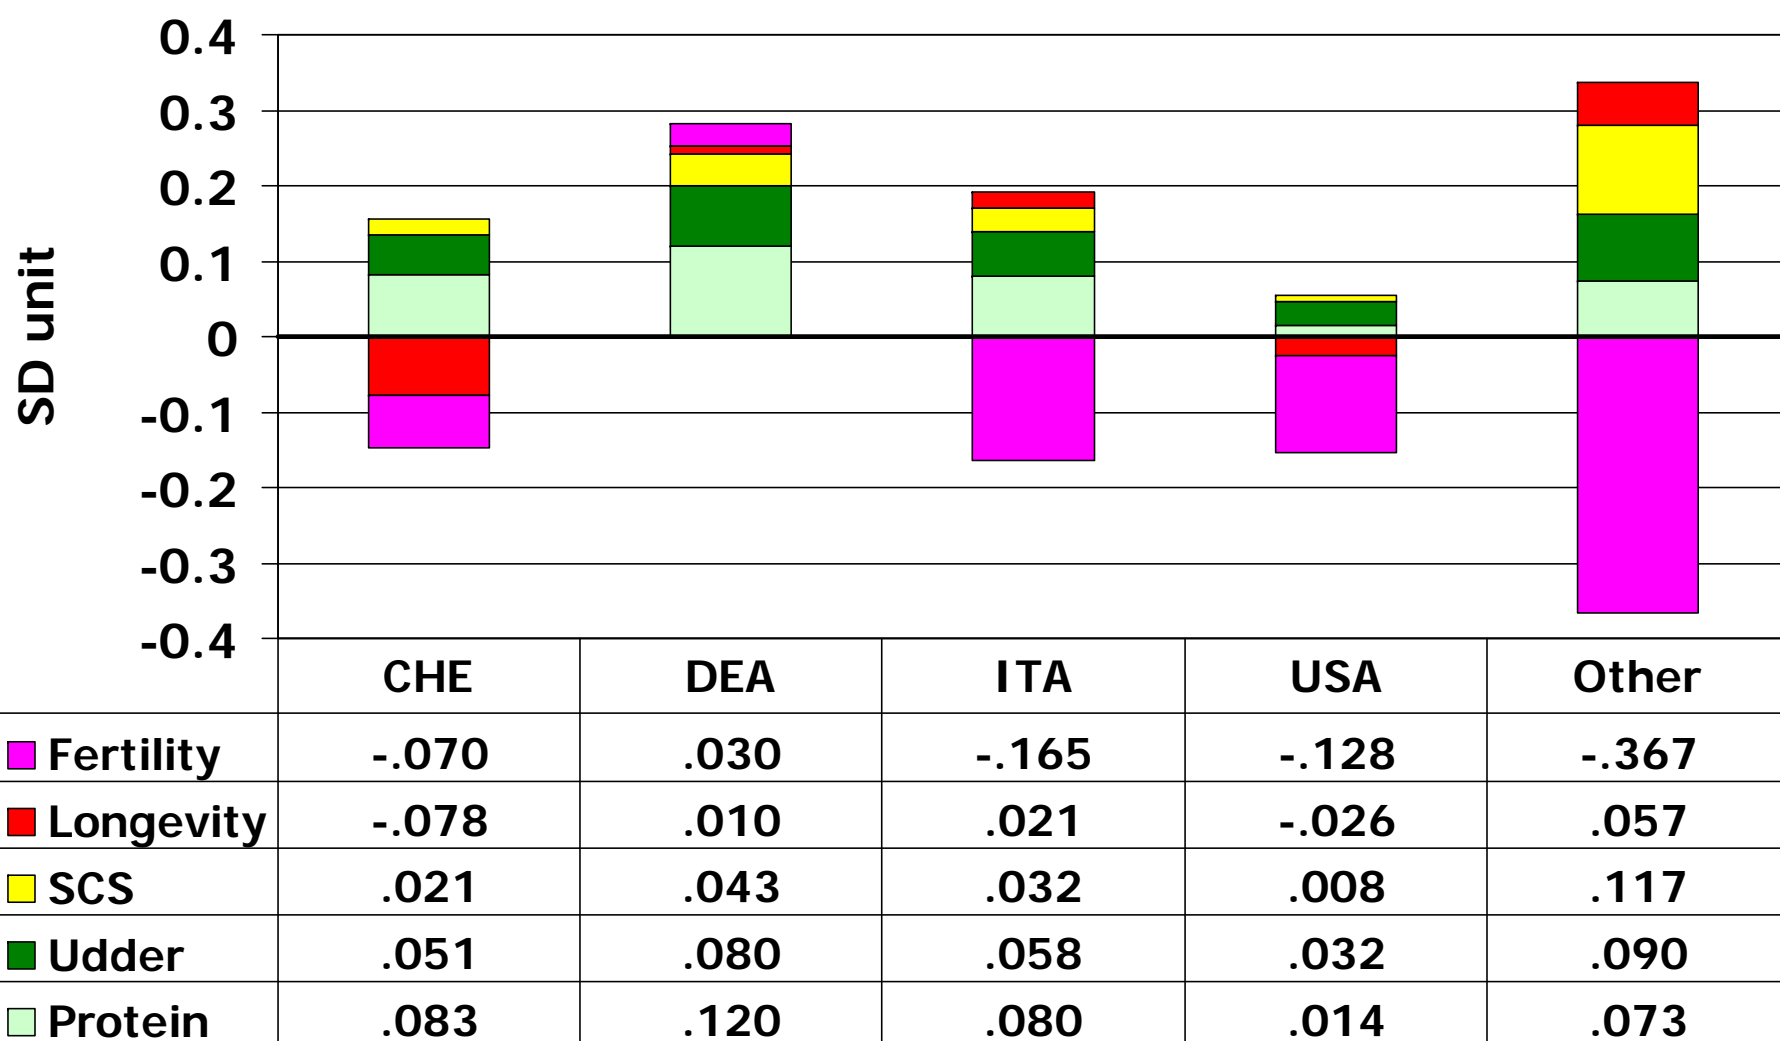 0.4
0.3
0.2
0.1
0
-0.1
-0.2
-0.3
-0.4
SD unit
CHE DEA ITA USA Other
Fertility -.070 .030 -.165 -.128 -.367
Longevity -.078 .010 .021 -.026 .057
SCS .021 .043 .032 .008 .117
Udder .051 .080 .058 .032 .090
Protein .083 .120 .080 .014 .073